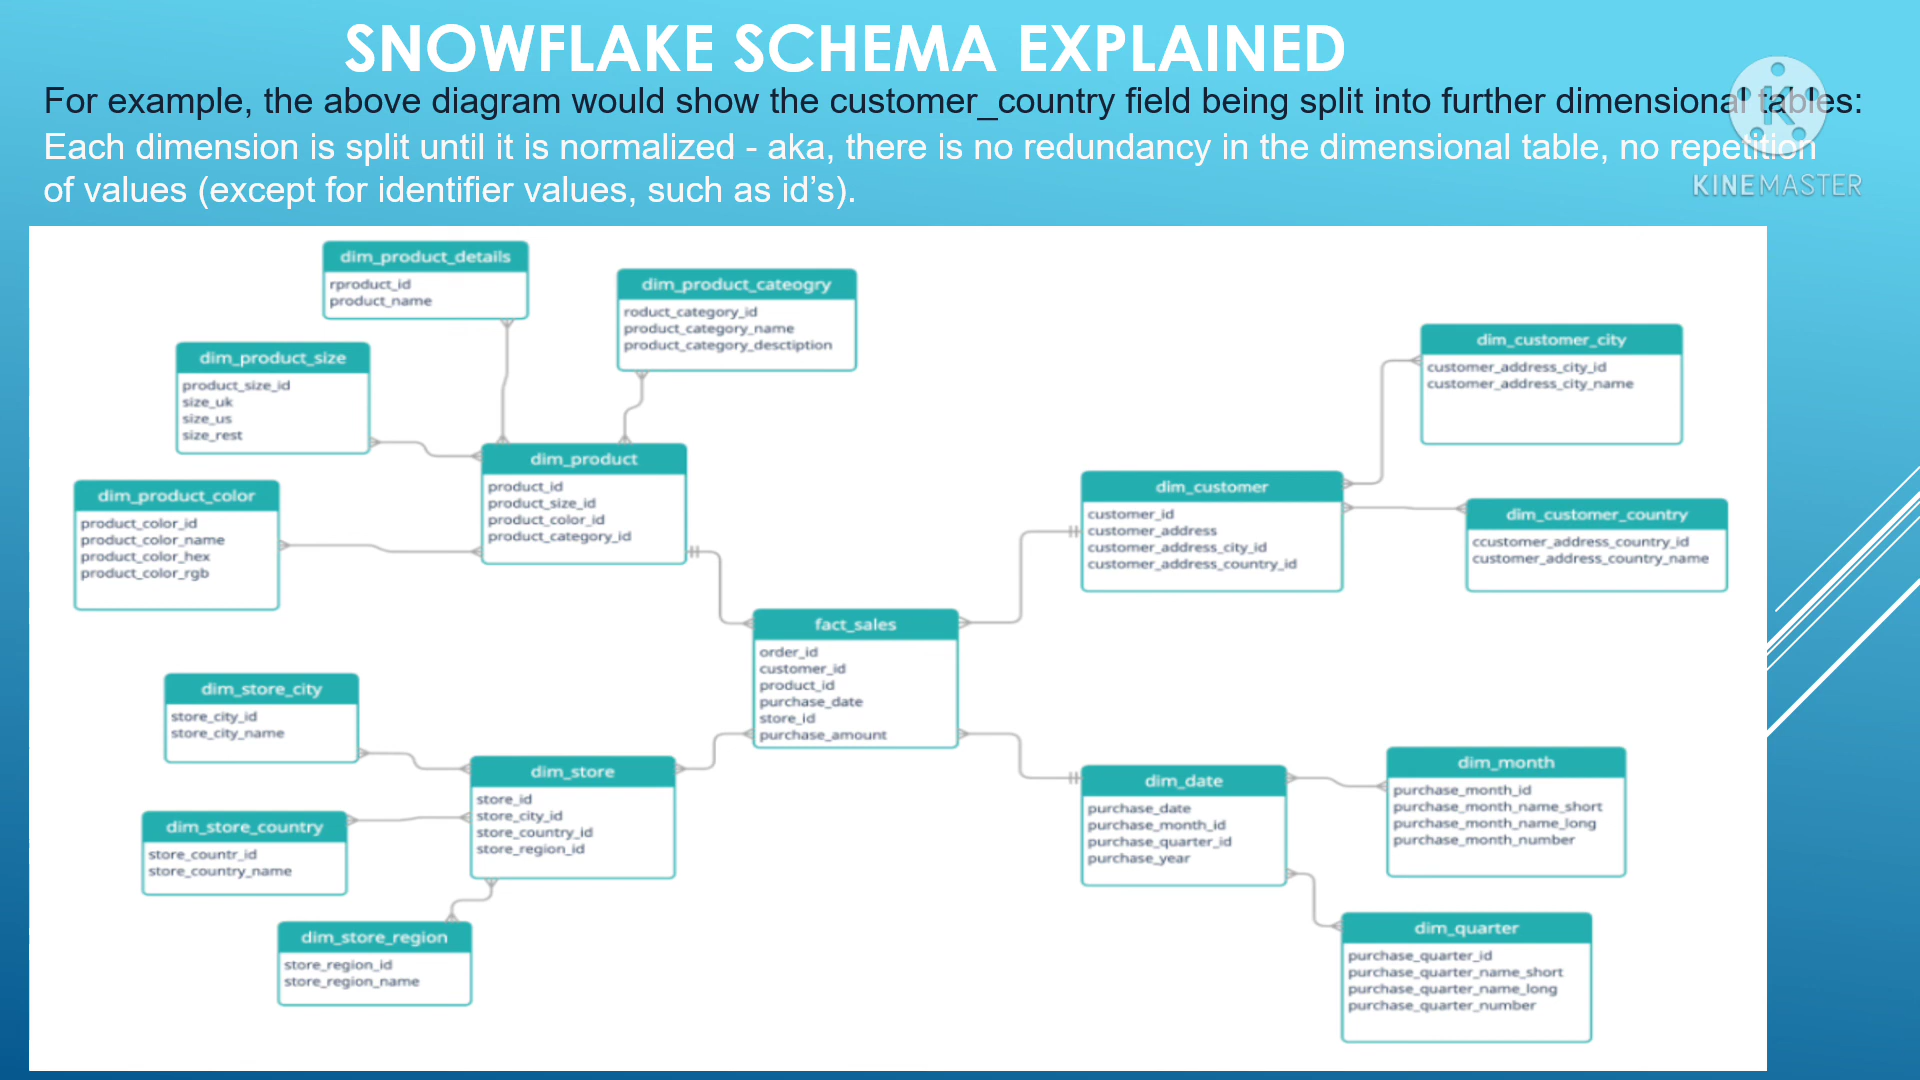 SNOWFLAKE SCHEMA EXPLAINED
For example, the above diagram would show the customer_country field being split into further dimensional tables:
Each dimension is split until it is normalized - aka, there is no redundancy in the dimensional table, no repetition
of values (except for identifier values, such as id’s).
K
KINEMASTER
dim_product_details
rproduct_id
product_name
dim_product_cateogry
roduct_category_id
product_category_name
product_category_desctiption
dim_product_size
product_size_id
size_uk
size_us
size_rest
dim_product_color
product_color_id
product_color_name
product_color_hex
product_color_rgb
dim_product
product_id
product_size_id
product_color_id
product_category_id
dim_customer_city
customer_address_city_id
customer_address_city_name
dim_customer
customer_id
customer_address
customer_address_city_id
customer_address_country_id
dim_customer_country
ccustomer_address_country_id
customer_address_country_name
fact_sales
order_id
customer_id
product_id
purchase_date
store_id
purchase_amount
dim_store_city
store_city_id
store_city_name
dim_store_country
store_countr_id
store_country_name
dim_store
store_id
store_city_id
store_country_id
store_region_id
dim_store_region
store_region_id
store_region_name
dim_date
purchase_date
purchase_month_id
purchase_quarter_id
purchase_year
dim_month
purchase_month_id
purchase_month_name_short
purchase_month_name_long
purchase_month_number
dim_quarter
purchase_quarter_id
purchase_quarter_name_short
purchase_quarter_name_long
purchase_quarter_number